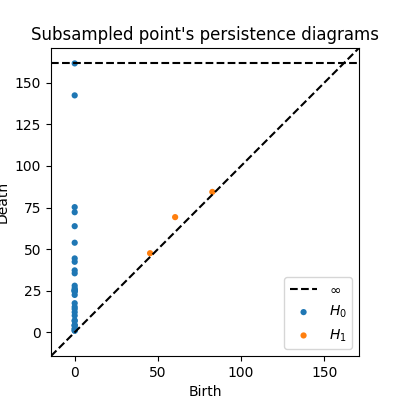 Subsampled point's persistence diagrams
150
125
100
75
50
25
0
Death
∞
H₀
H₁
0 50 100 150
Birth